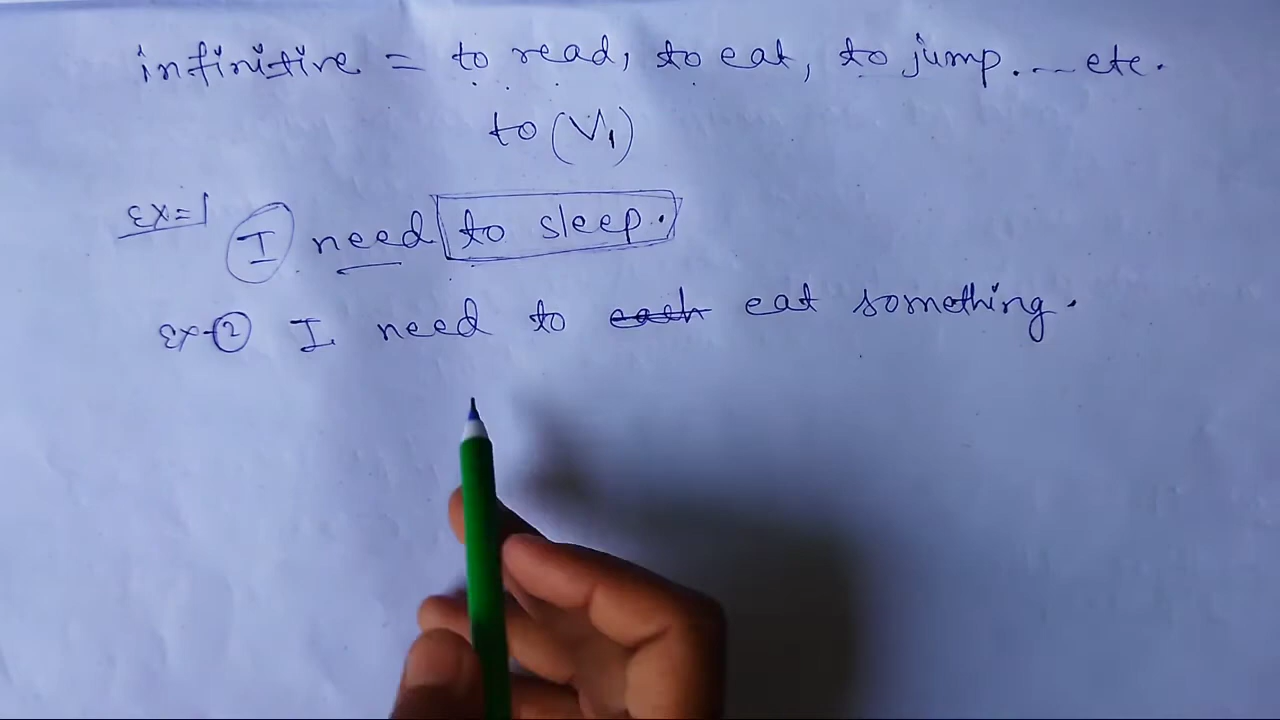 infinitive = to read, to eat, to jump.... etc.
to (V1)
Ex=1 I need to sleep.
Ex-2 I need to each eat something.